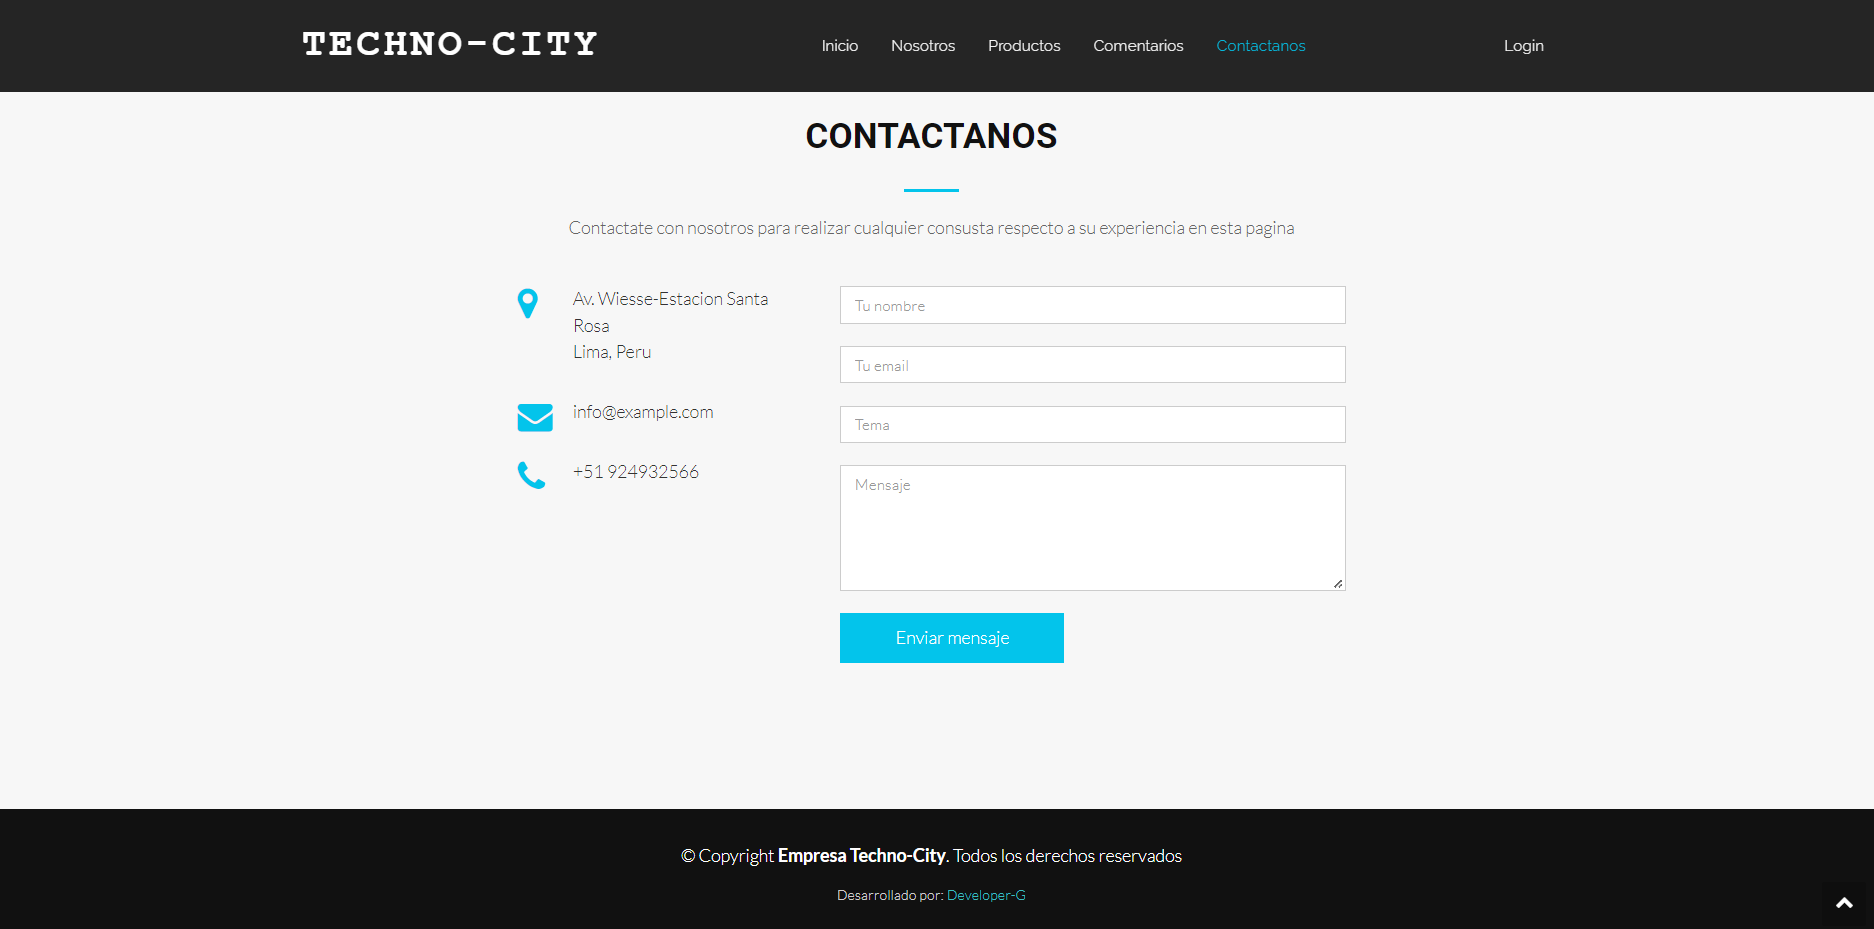 TECHNO-CITY
Inicio
Nosotros
Productos
Comentarios
Contactanos
Login
CONTACTANOS
Contactate con nosotros para realizar cualquier consusta respecto a su experiencia en esta pagina
Av. Wiesse-Estacion Santa
Rosa
Lima, Peru
info@example.com
+51 924932566
Tu nombre
Tu email
Tema
Mensaje
Enviar mensaje
© Copyright Empresa Techno-City. Todos los derechos reservados
Desarrollado por: Developer-G